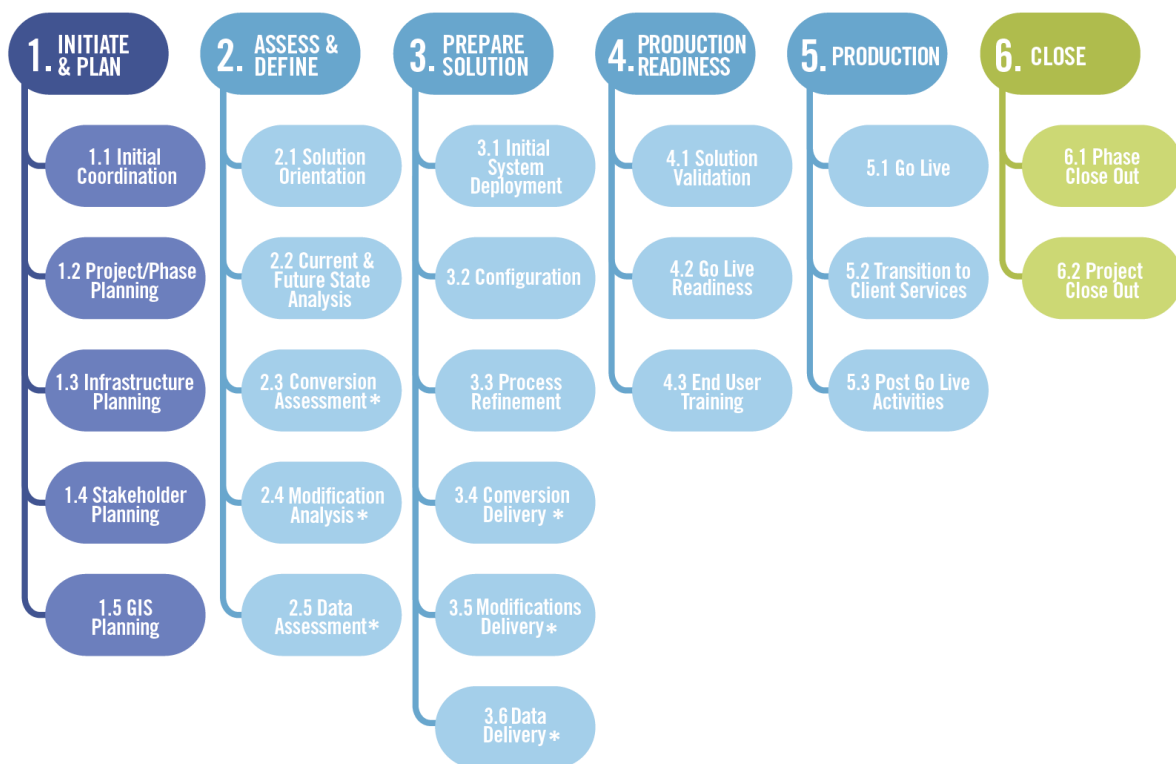 1. INITIATE
& PLAN
1.1 Initial
Coordination
1.2 Project/Phase
Planning
1.3 Infrastructure
Planning
1.4 Stakeholder
Planning
1.5 GIS
Planning
2. ASSESS &
DEFINE
2.1 Solution
Orientation
2.2 Current &
Future State
Analysis
2.3 Conversion
Assessment*
2.4 Modification
Analysis*
2.5 Data
Assessment*
3. PREPARE
SOLUTION
3.1 Initial
System
Deployment
3.2 Configuration
3.3 Process
Refinement
3.4 Conversion
Delivery *
3.5 Modifications
Delivery*
3.6 Data
Delivery*
4. PRODUCTION
READINESS
4.1 Solution
Validation
4.2 Go Live
Readiness
4.3 End User
Training
5. PRODUCTION
5.1 Go Live
5.2 Transition to
Client Services
5.3 Post Go Live
Activities
6. CLOSE
6.1 Phase
Close Out
6.2 Project
Close Out